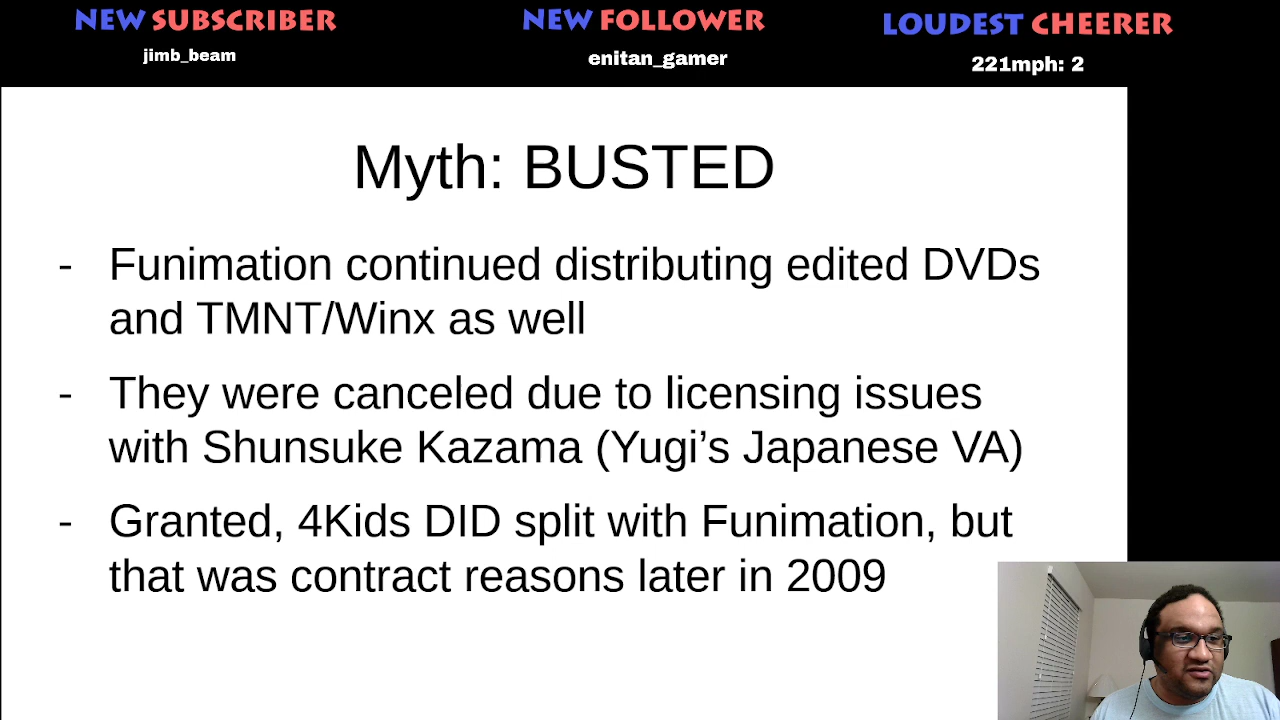 NEW SUBSCRIBER
jimb_beam
NEW FOLLOWER
enitan_gamer
LOUDEST CHEERER
221mph: 2
Myth: BUSTED
- Funimation continued distributing edited DVDs
and TMNT/Winx as well
- They were canceled due to licensing issues
with Shunsuke Kazama (Yugi’s Japanese VA)
- Granted, 4Kids DID split with Funimation, but
that was contract reasons later in 2009